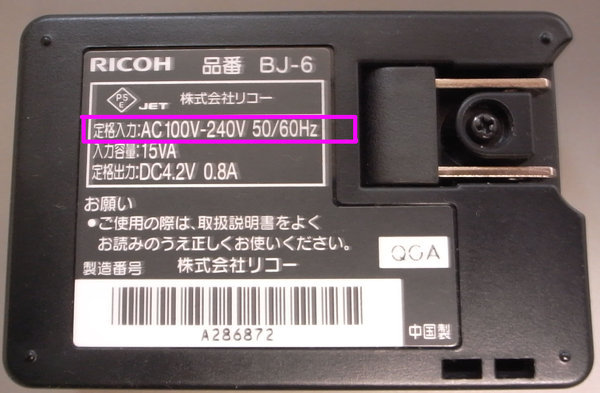 RICOH 品番 BJ-6
PS
E
JET 株式会社リコー
定格入力:AC100V-240V 50/60Hz
入力容量:15VA
定格出力:DC4.2V 0.8A
お願い
●ご使用の際は、取扱説明書をよく
お読みのうえ正しくお使いください。
製造番号 株式会社リコー
QGA
A286872
中国製